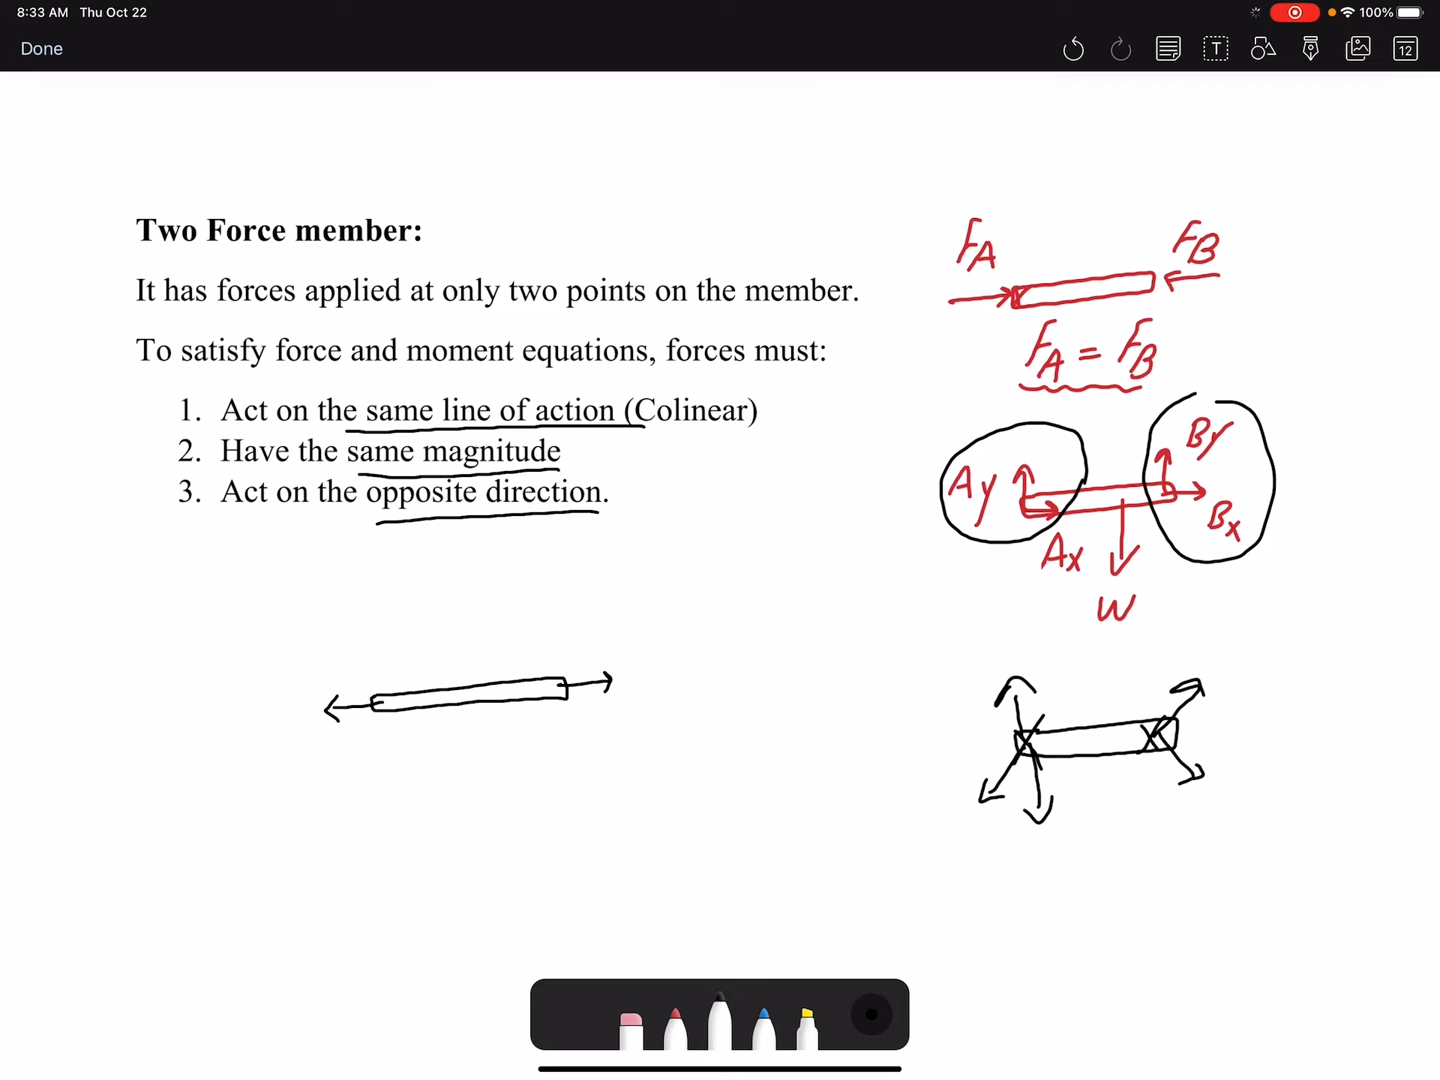 8:33 AM Thu Oct 22
100%
Done
T
12
Two Force member:
It has forces applied at only two points on the member.
To satisfy force and moment equations, forces must:
1. Act on the same line of action (Colinear)
2. Have the same magnitude
3. Act on the opposite direction.
FA
FB
FA = FB
Ay
By
Ax
Bx
W